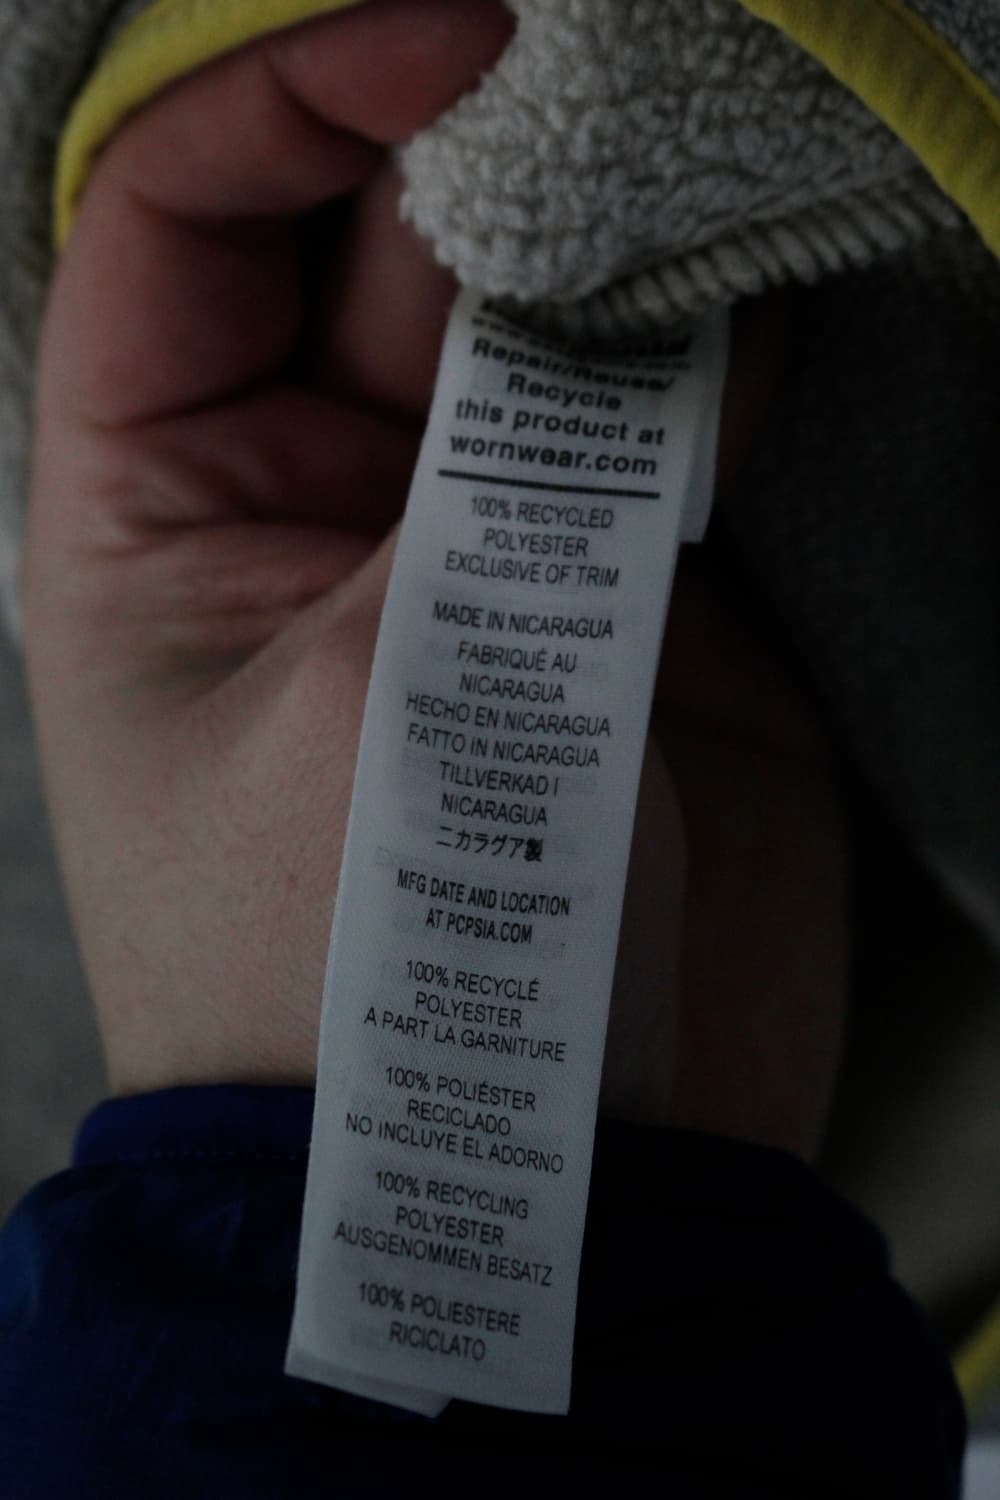 Repair/Reuse/
Recycle
this product at
wornwear.com
100% RECYCLED
POLYESTER
EXCLUSIVE OF TRIM
MADE IN NICARAGUA
FABRIQUÉ AU
NICARAGUA
HECHO EN NICARAGUA
FATTO IN NICARAGUA
TILLVERKAD I
NICARAGUA
ニカラグア製
MFG DATE AND LOCATION
AT PCPSIA.COM
100% RECYCLÉ
POLYESTER
A PART LA GARNITURE
100% POLIÉSTER
RECICLADO
NO INCLUYE EL ADORNO
100% RECYCLING
POLYESTER
AUSGENOMMEN BESATZ
100% POLIESTERE
RICICLATO